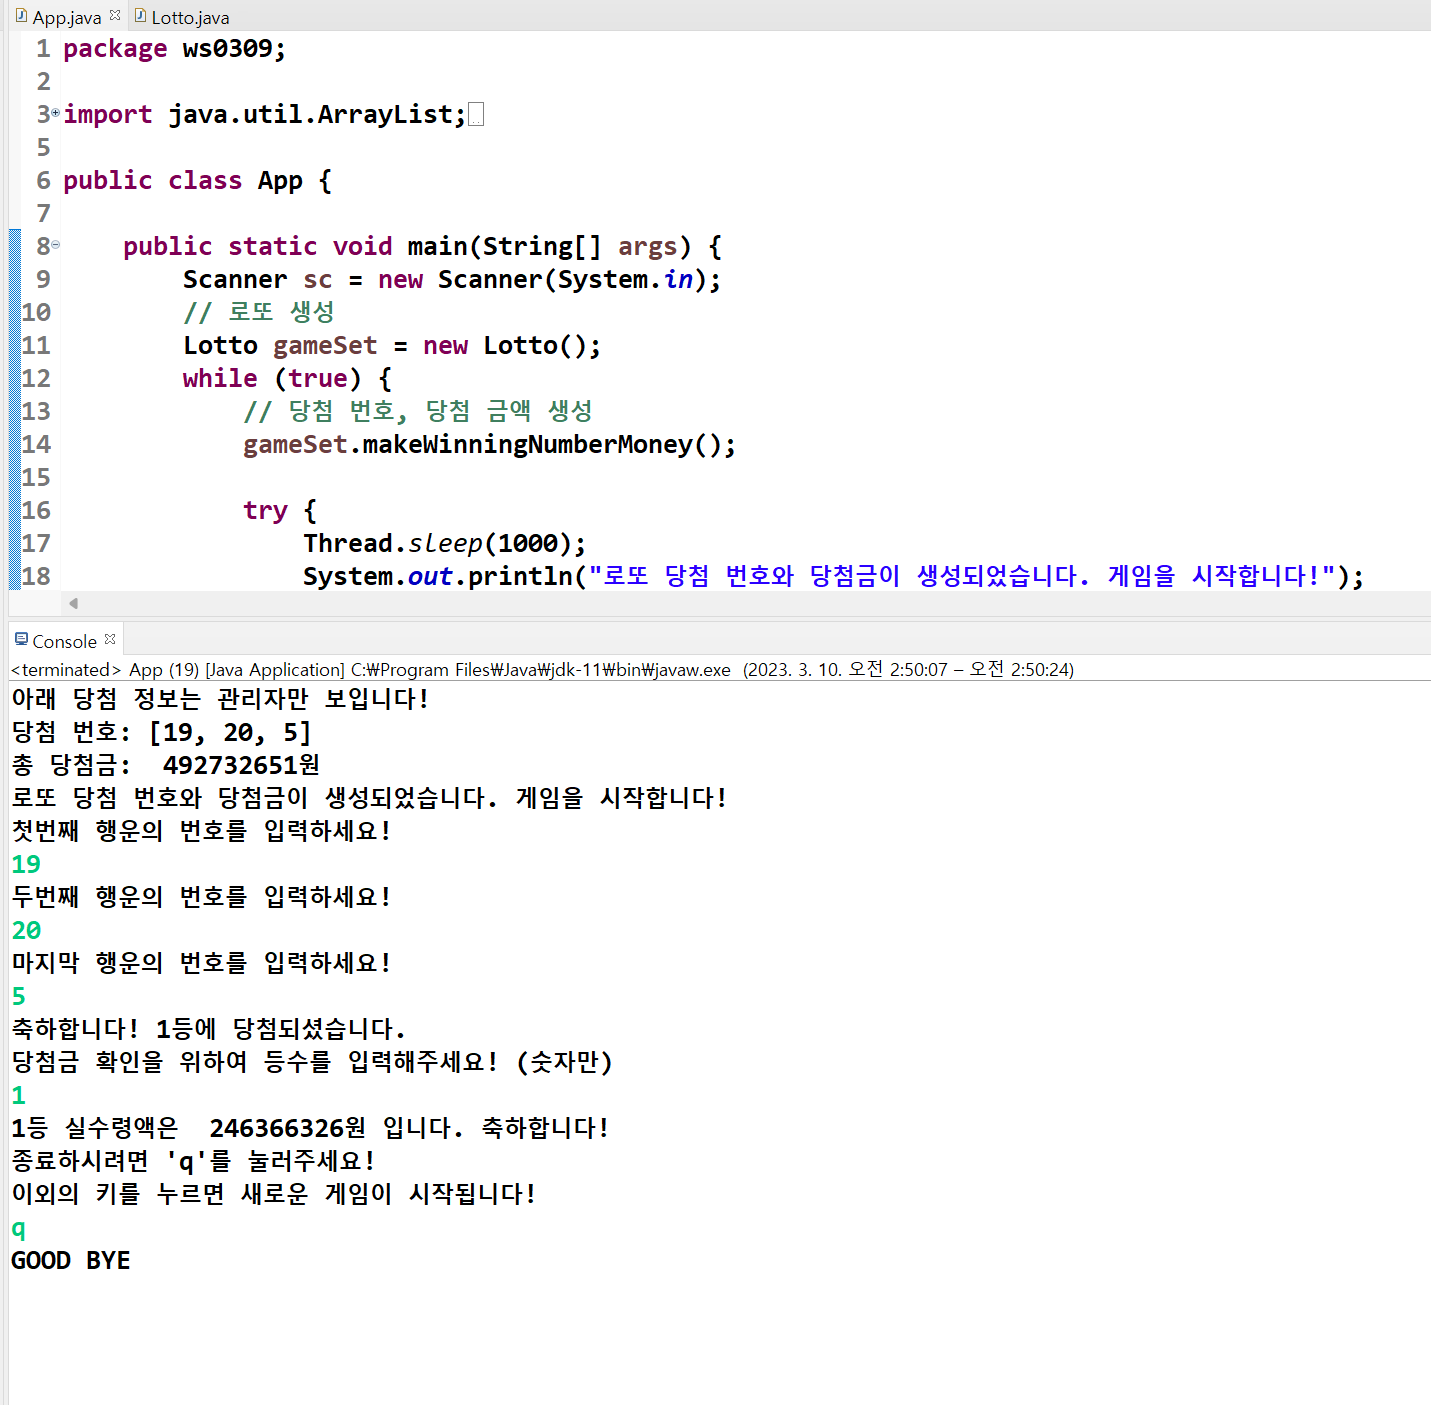 App.java Lotto.java
1 package ws0309;
2
3 import java.util.ArrayList;
5
6 public class App {
7
8     public static void main(String[] args) {
9         Scanner sc = new Scanner(System.in);
10         // 로또 생성
11         Lotto gameSet = new Lotto();
12         while (true) {
13             // 당첨 번호, 당첨 금액 생성
14             gameSet.makeWinningNumberMoney();
15
16             try {
17                 Thread.sleep(1000);
18                 System.out.println("로또 당첨 번호와 당첨금이 생성되었습니다. 게임을 시작합니다!");
Console
<terminated> App (19) [Java Application] C:₩Program Files₩Java₩jdk-11₩bin₩javaw.exe (2023. 3. 10. 오전 2:50:07 – 오전 2:50:24)
아래 당첨 정보는 관리자만 보입니다!
당첨 번호: [19, 20, 5]
총 당첨금:  492732651원
로또 당첨 번호와 당첨금이 생성되었습니다. 게임을 시작합니다!
첫번째 행운의 번호를 입력하세요!
19
두번째 행운의 번호를 입력하세요!
20
마지막 행운의 번호를 입력하세요!
5
축하합니다! 1등에 당첨되셨습니다.
당첨금 확인을 위하여 등수를 입력해주세요! (숫자만)
1
1등 실수령액은  246366326원 입니다. 축하합니다!
종료하시려면 'q'를 눌러주세요!
이외의 키를 누르면 새로운 게임이 시작됩니다!
q
GOOD BYE